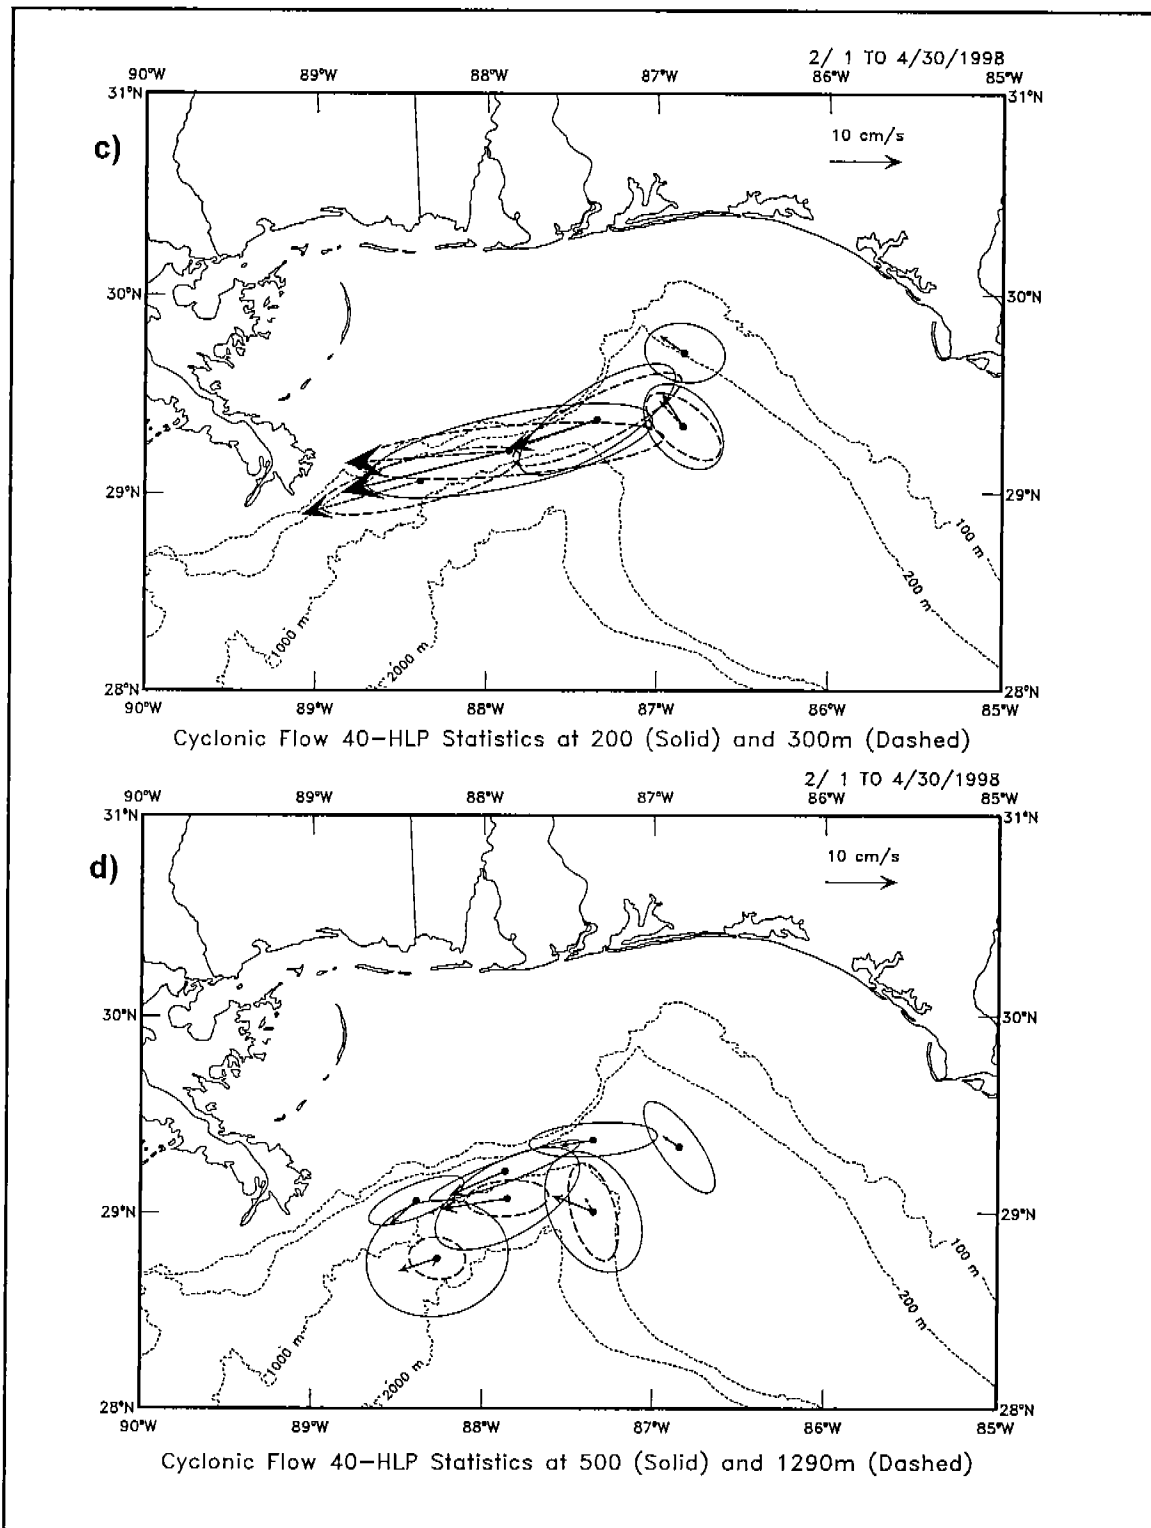 2/ 1 TO 4/30/1998
90°W 89°W 88°W 87°W 86°W 85°W
31°N 31°N
c)
10 cm/s
30°N 30°N
29°N 29°N
100 m
200 m
1000 m
2000 m
28°N 28°N
90°W 89°W 88°W 87°W 86°W 85°W
Cyclonic Flow 40-HLP Statistics at 200 (Solid) and 300m (Dashed)
2/ 1 TO 4/30/1998
90°W 89°W 88°W 87°W 86°W 85°W
31°N 31°N
d)
10 cm/s
30°N 30°N
29°N 29°N
100 m
200 m
1000 m
2000 m
28°N 28°N
90°W 89°W 88°W 87°W 86°W 85°W
Cyclonic Flow 40-HLP Statistics at 500 (Solid) and 1290m (Dashed)